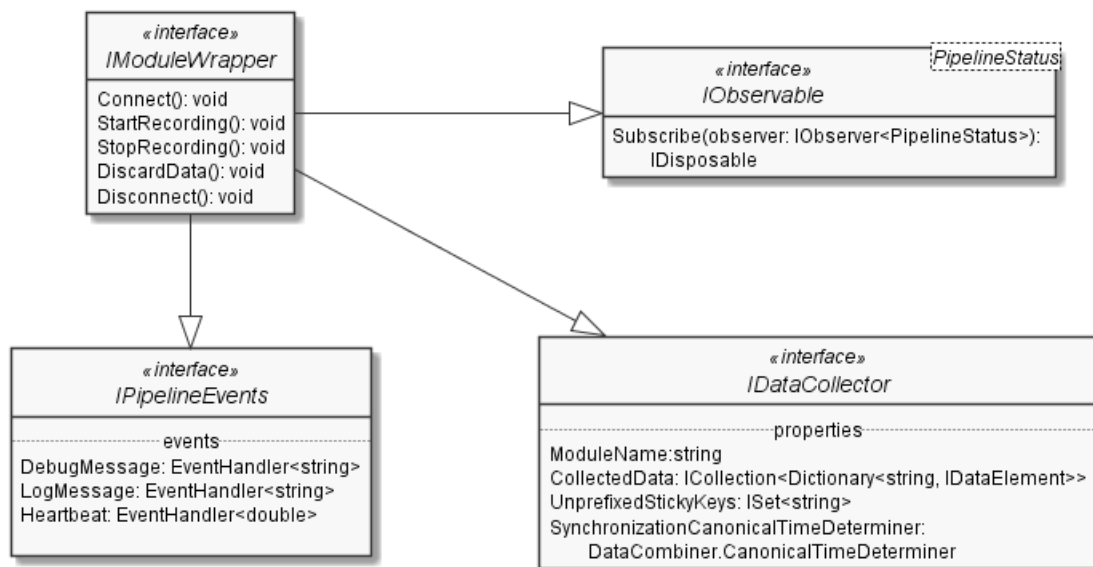 «interface»
IModuleWrapper
Connect(): void
StartRecording(): void
StopRecording(): void
DiscardData(): void
Disconnect(): void
PipelineStatus
«interface»
IObservable
Subscribe(observer: IObserver<PipelineStatus>):
IDisposable
«interface»
IPipelineEvents
events
DebugMessage: EventHandler<string>
LogMessage: EventHandler<string>
Heartbeat: EventHandler<double>
«interface»
IDataCollector
properties
ModuleName:string
CollectedData: ICollection<Dictionary<string, IDataElement>>
UnprefixedStickyKeys: ISet<string>
SynchronizationCanonicalTimeDeterminer:
DataCombiner.CanonicalTimeDeterminer